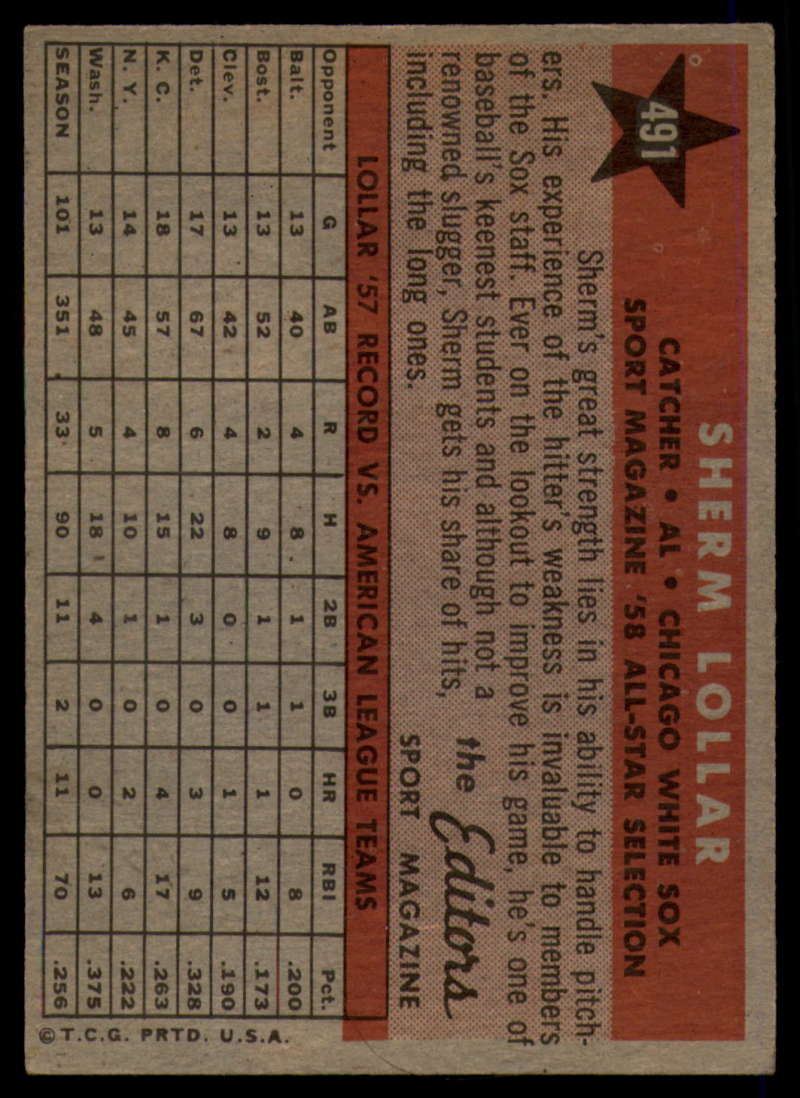 491
SHERM LOLLAR
CATCHER • AL • CHICAGO WHITE SOX
SPORT MAGAZINE '58 ALL-STAR SELECTION
Sherm's great strength lies in his ability to handle pitch-
ers. His experience of the hitter's weakness is invaluable to members
of the Sox staff. Ever on the lookout to improve his game, he's one of
baseball's keenest students and although not a
renowned slugger, Sherm gets his share of hits,
including the long ones.
the Editors
SPORT MAGAZINE
LOLLAR '57 RECORD VS. AMERICAN LEAGUE TEAMS
Opponent G AB R H 2B 3B HR RBI Pct.
Balt. 13 40 4 8 1 1 0 8 .200
Bost. 13 52 2 9 1 1 1 12 .173
Clev. 13 42 4 8 0 0 1 5 .190
Det. 17 67 6 22 3 0 3 9 .328
K. C. 18 57 8 15 1 0 4 17 .263
N. Y. 14 45 4 10 1 0 2 6 .222
Wash. 13 48 5 18 4 0 0 13 .375
SEASON 101 351 33 90 11 2 11 70 .256
© T.C.G. PRTD. U.S.A.